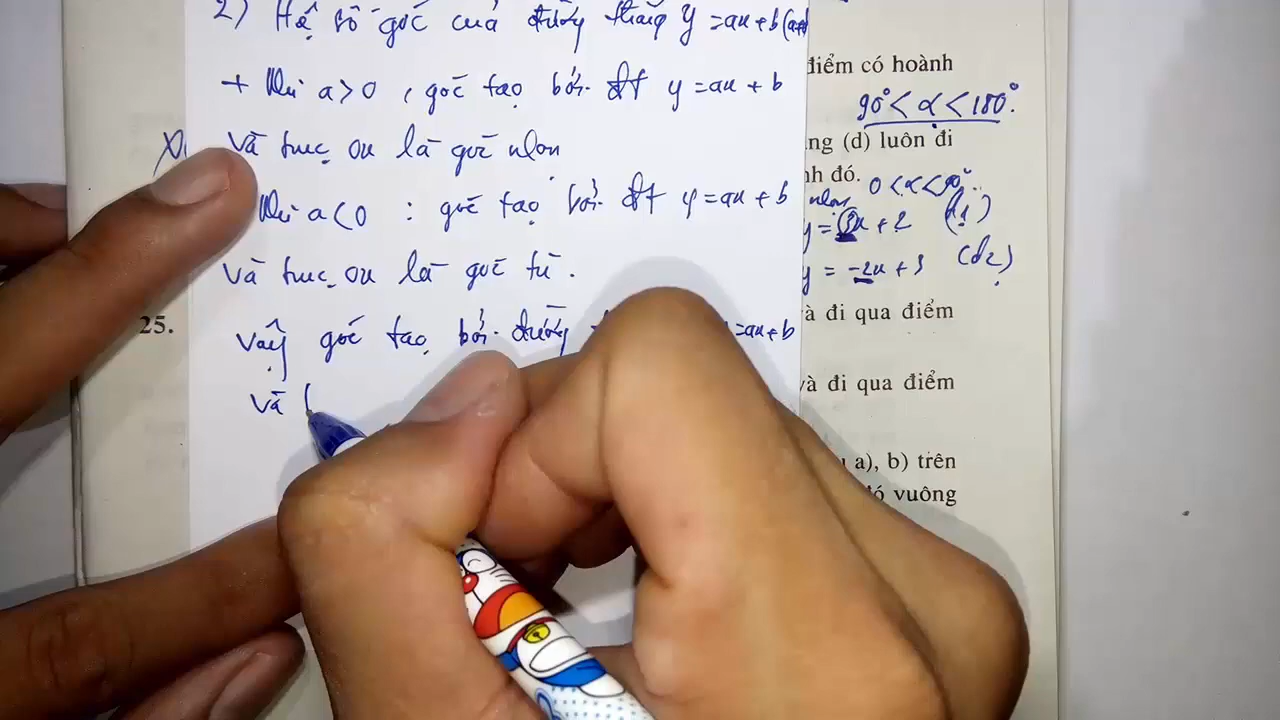 2) Hệ số góc của đường thẳng y = ax + b (a≠
+ Khi a > 0 , góc tạo bởi đt y = ax + b
và trục ox là góc nhọn
Khi a < 0 : góc tạo bởi đt y = ax + b
và trục ox là góc tù .
vậy góc tạo bởi đường y = ax + b
và
điểm có hoành
90° < α < 180°.
ng (d) luôn đi
nh đó.
0 < α < 90°
nhọn
y = 2x + 2 (d1)
y = -2x + 3 (d2)
25.
và đi qua điểm
và đi qua điểm
a), b) trên
đó vuông